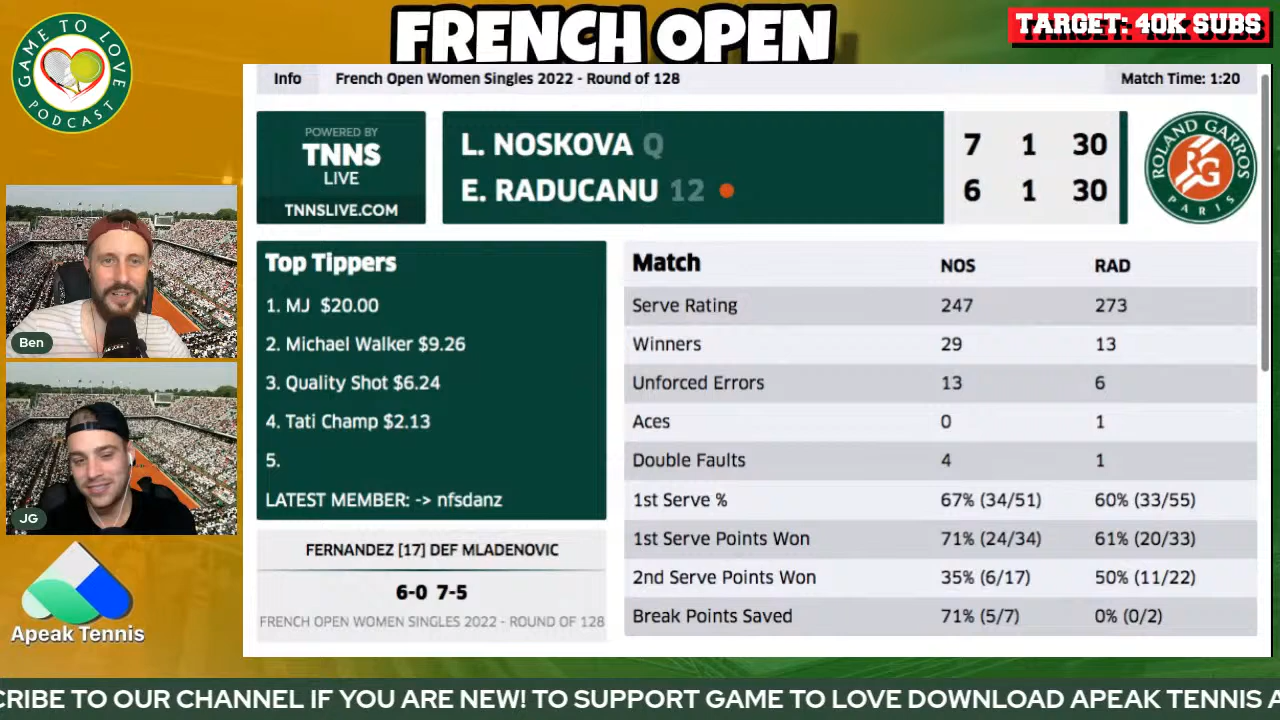 FRENCH OPEN
TARGET: 40K SUBS
GAME TO LOVE
PODCAST
Info
French Open Women Singles 2022 - Round of 128
Match Time: 1:20
POWERED BY
TNNS
LIVE
TNNSLIVE.COM
L. NOSKOVA Q 7 1 30
E. RADUCANU 12 6 1 30
ROLAND GARROS
RG
PARIS
Ben
JG
Apeak Tennis
Top Tippers
1. MJ $20.00
2. Michael Walker $9.26
3. Quality Shot $6.24
4. Tati Champ $2.13
5.
LATEST MEMBER: -> nfsdanz
FERNANDEZ [17] DEF MLADENOVIC
6-0 7-5
FRENCH OPEN WOMEN SINGLES 2022 - ROUND OF 128
Match NOS RAD
Serve Rating 247 273
Winners 29 13
Unforced Errors 13 6
Aces 0 1
Double Faults 4 1
1st Serve % 67% (34/51) 60% (33/55)
1st Serve Points Won 71% (24/34) 61% (20/33)
2nd Serve Points Won 35% (6/17) 50% (11/22)
Break Points Saved 71% (5/7) 0% (0/2)
CRIBE TO OUR CHANNEL IF YOU ARE NEW! TO SUPPORT GAME TO LOVE DOWNLOAD APEAK TENNIS A